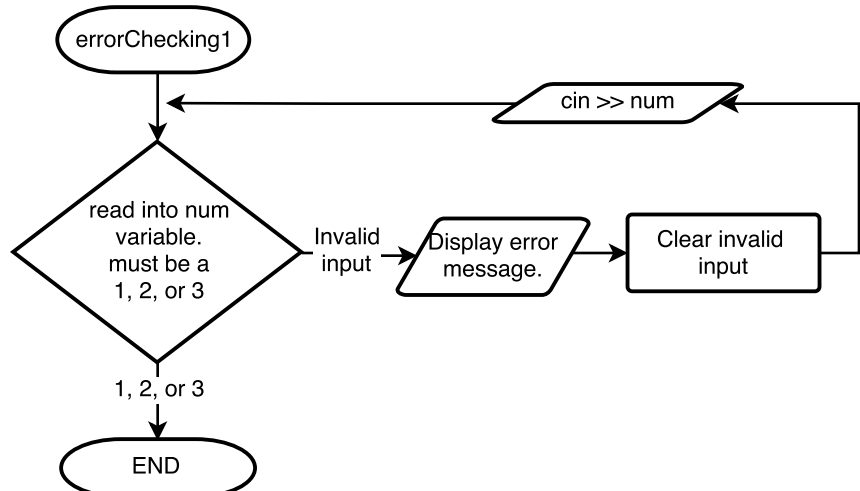 errorChecking1
cin >> num
read into num
variable.
must be a
1, 2, or 3
Invalid
input
Display error
message.
Clear invalid
input
1, 2, or 3
END